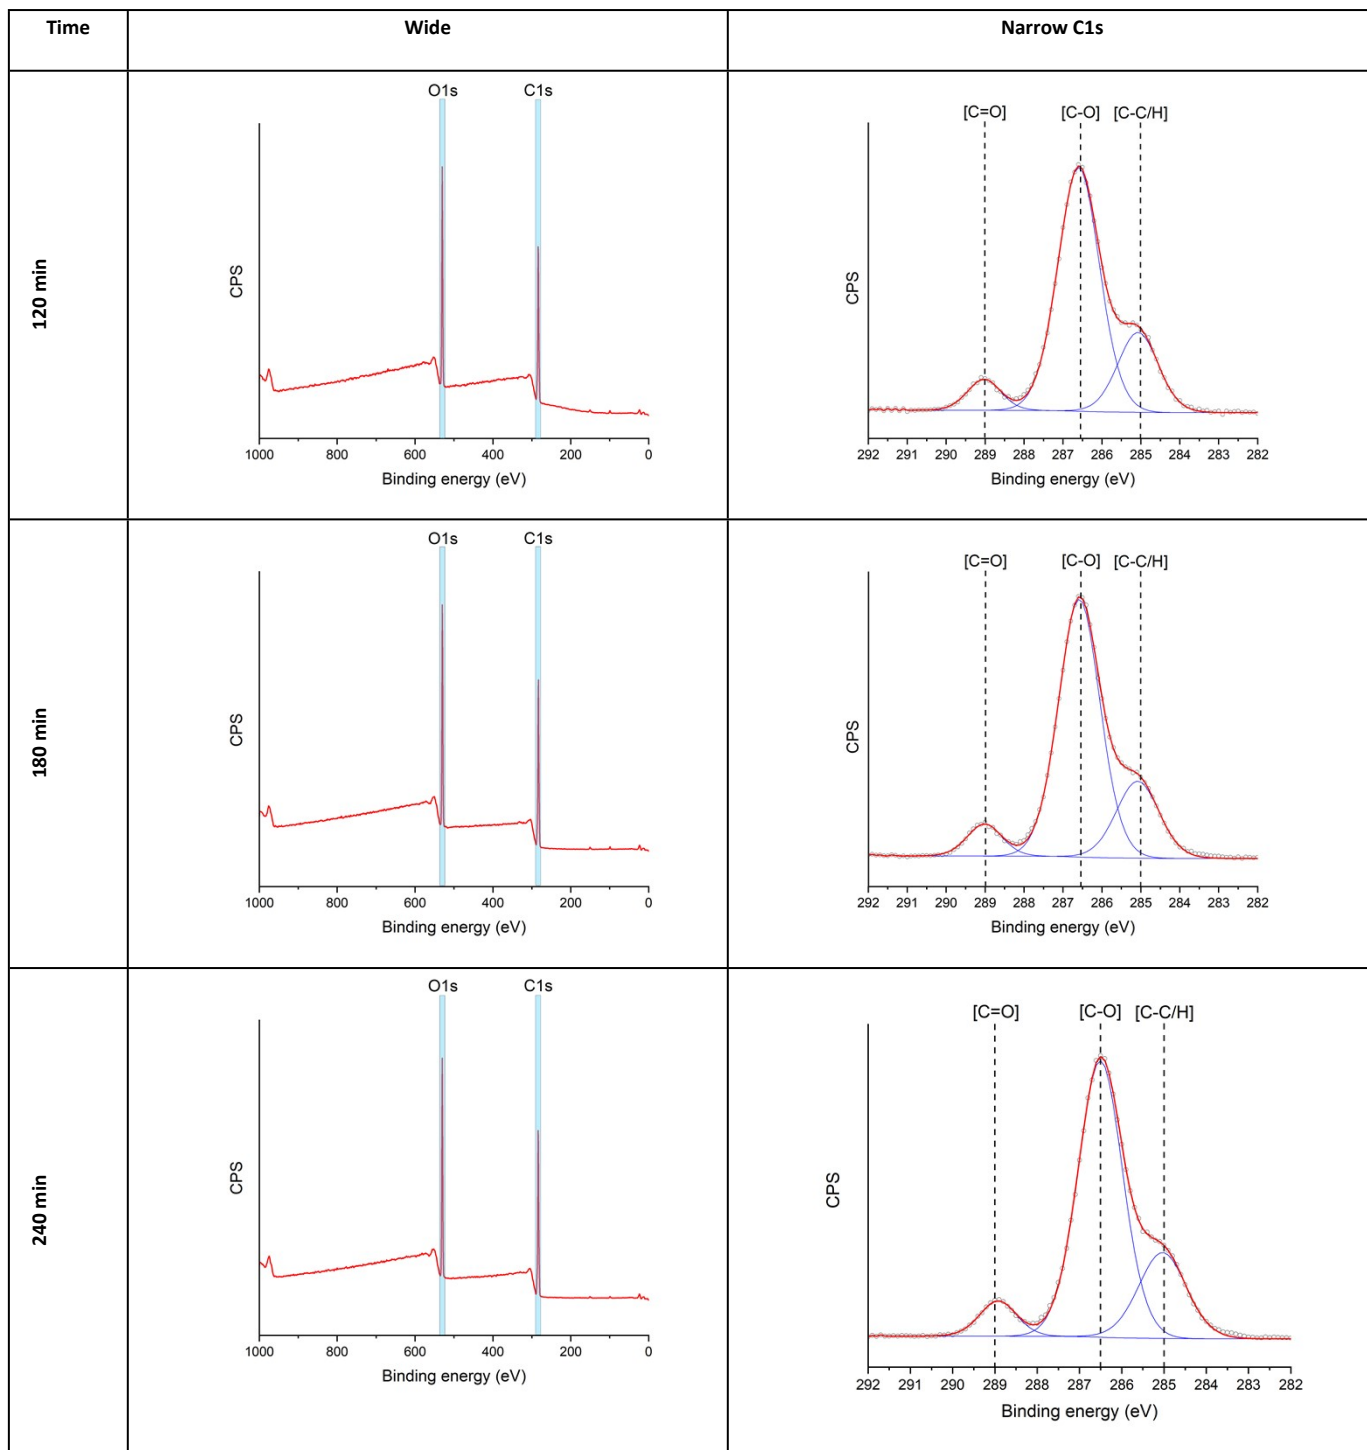 Time Wide Narrow C1s
120 min
O1s C1s
CPS
1000 800 600 400 200 0
Binding energy (eV)
[C=O] [C-O] [C-C/H]
CPS
292 291 290 289 288 287 286 285 284 283 282
Binding energy (eV)
180 min
O1s C1s
CPS
1000 800 600 400 200 0
Binding energy (eV)
[C=O] [C-O] [C-C/H]
CPS
292 291 290 289 288 287 286 285 284 283 282
Binding energy (eV)
240 min
O1s C1s
CPS
1000 800 600 400 200 0
Binding energy (eV)
[C=O] [C-O] [C-C/H]
CPS
292 291 290 289 288 287 286 285 284 283 282
Binding energy (eV)